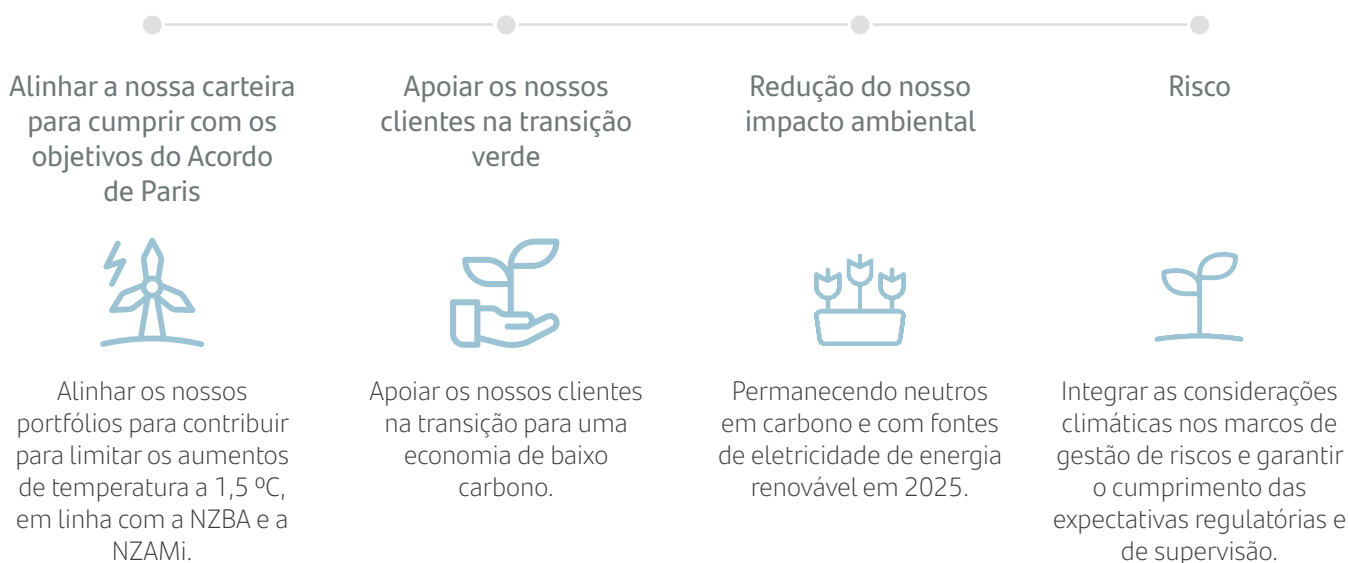 Alinhar a nossa carteira
para cumprir com os
objetivos do Acordo
de Paris
Alinhar os nossos
portfólios para contribuir
para limitar os aumentos
de temperatura a 1,5 ºC,
em linha com a NZBA e a
NZAMi.
Apoiar os nossos
clientes na transição
verde
Apoiar os nossos clientes
na transição para uma
economia de baixo
carbono.
Redução do nosso
impacto ambiental
Permanecendo neutros
em carbono e com fontes
de eletricidade de energia
renovável em 2025.
Risco
Integrar as considerações
climáticas nos marcos de
gestão de riscos e garantir
o cumprimento das
expectativas regulatórias e
de supervisão.